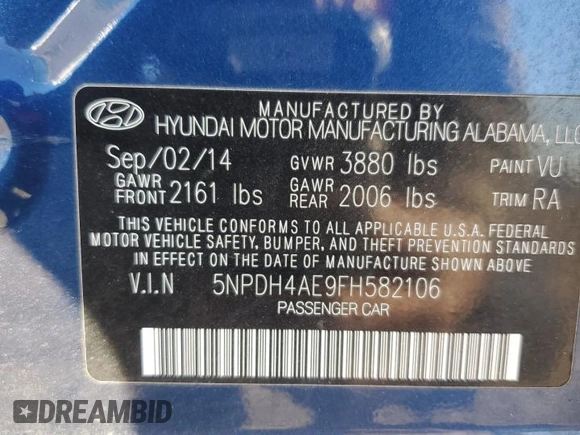 MANUFACTURED BY
HYUNDAI MOTOR MANUFACTURING ALABAMA, LLC
Sep/02/14 GVWR 3880 lbs PAINT VU
GAWR FRONT 2161 lbs GAWR REAR 2006 lbs TRIM RA
THIS VEHICLE CONFORMS TO ALL APPLICABLE U.S.A. FEDERAL
MOTOR VEHICLE SAFETY, BUMPER, AND THEFT PREVENTION
STANDARDS IN EFFECT ON THE DATE OF MANUFACTURE SHOWN ABOVE
V.I.N 5NPDH4AE9FH582106
PASSENGER CAR
DREAMBID